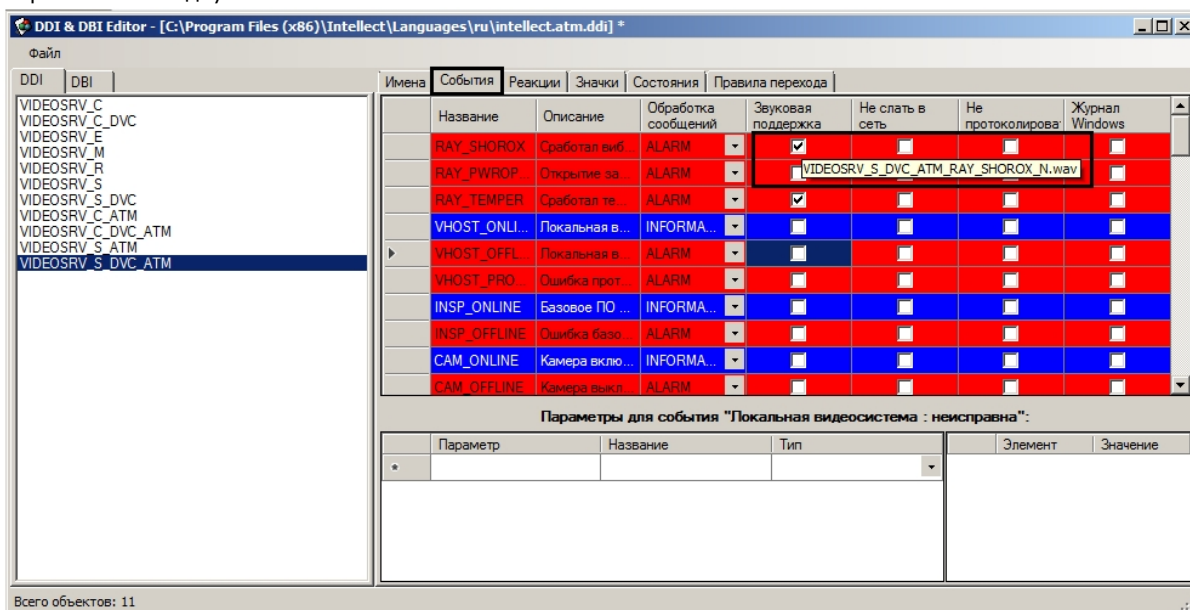 DDI & DBI Editor - [C:\Program Files (x86)\Intellect\Languages\ru\intellect.atm.ddi] *
Файл
DDI DBI
VIDEOSRV_C
VIDEOSRV_C_DVC
VIDEOSRV_E
VIDEOSRV_M
VIDEOSRV_R
VIDEOSRV_S
VIDEOSRV_S_DVC
VIDEOSRV_C_ATM
VIDEOSRV_C_DVC_ATM
VIDEOSRV_S_ATM
VIDEOSRV_S_DVC_ATM
Имена События Реакции Значки Состояния Правила перехода
Название Описание Обработка сообщений Звуковая поддержка Не слать в сеть Не протоколироват Журнал Windows
RAY_SHOROX Сработал виб... ALARM
RAY_PWROP... Открытие за... ALARM
VIDEOSRV_S_DVC_ATM_RAY_SHOROX_N.wav
RAY_TEMPER Сработал те... ALARM
VHOST_ONLI... Локальная в... INFORMA...
VHOST_OFFL... Локальная в... ALARM
VHOST_PRO... Ошибка прот... ALARM
INSP_ONLINE Базовое ПО ... INFORMA...
INSP_OFFLINE Ошибка базо... ALARM
CAM_ONLINE Камера вклю... INFORMA...
CAM_OFFLINE Камера выкл... ALARM
Параметры для события "Локальная видеосистема : неисправна":
Параметр Название Тип Элемент Значение
*
Всего объектов: 11